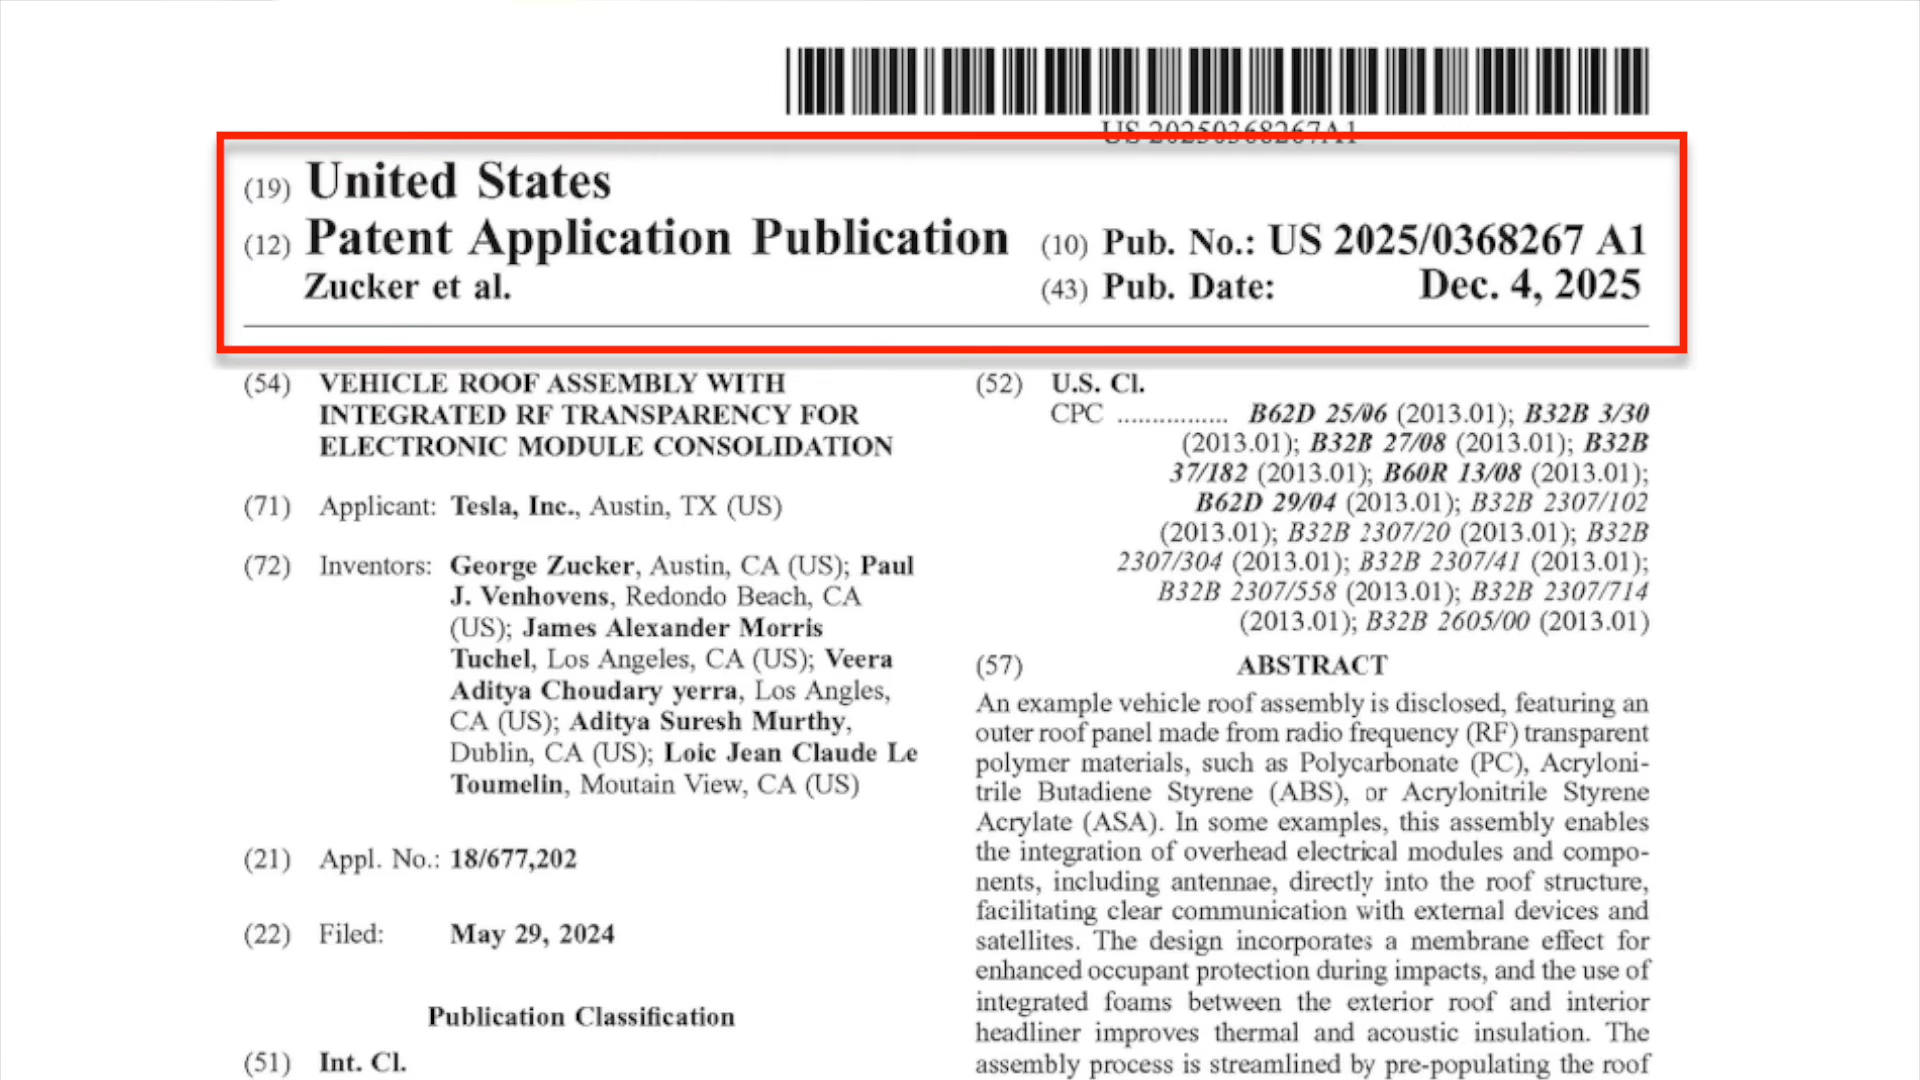 US 20250368267A1
(19) United States
(12) Patent Application Publication
Zucker et al.
(10) Pub. No.: US 2025/0368267 A1
(43) Pub. Date: Dec. 4, 2025
(54) VEHICLE ROOF ASSEMBLY WITH
INTEGRATED RF TRANSPARENCY FOR
ELECTRONIC MODULE CONSOLIDATION
(71) Applicant: Tesla, Inc., Austin, TX (US)
(72) Inventors: George Zucker, Austin, CA (US); Paul
J. Venhovens, Redondo Beach, CA
(US); James Alexander Morris
Tuchel, Los Angeles, CA (US); Veera
Aditya Choudary yerra, Los Angles,
CA (US); Aditya Suresh Murthy,
Dublin, CA (US); Loic Jean Claude Le
Toumelin, Moutain View, CA (US)
(21) Appl. No.: 18/677,202
(22) Filed: May 29, 2024
Publication Classification
(51) Int. Cl.
(52) U.S. Cl.
CPC ................ B62D 25/06 (2013.01); B32B 3/30
(2013.01); B32B 27/08 (2013.01); B32B
37/182 (2013.01); B60R 13/08 (2013.01);
B62D 29/04 (2013.01); B32B 2307/102
(2013.01); B32B 2307/20 (2013.01); B32B
2307/304 (2013.01); B32B 2307/41 (2013.01);
B32B 2307/558 (2013.01); B32B 2307/714
(2013.01); B32B 2605/00 (2013.01)
(57) ABSTRACT
An example vehicle roof assembly is disclosed, featuring an
outer roof panel made from radio frequency (RF) transparent
polymer materials, such as Polycarbonate (PC), Acryloni-
trile Butadiene Styrene (ABS), or Acrylonitrile Styrene
Acrylate (ASA). In some examples, this assembly enables
the integration of overhead electrical modules and compo-
nents, including antennae, directly into the roof structure,
facilitating clear communication with external devices and
satellites. The design incorporates a membrane effect for
enhanced occupant protection during impacts, and the use of
integrated foams between the exterior roof and interior
headliner improves thermal and acoustic insulation. The
assembly process is streamlined by pre-populating the roof